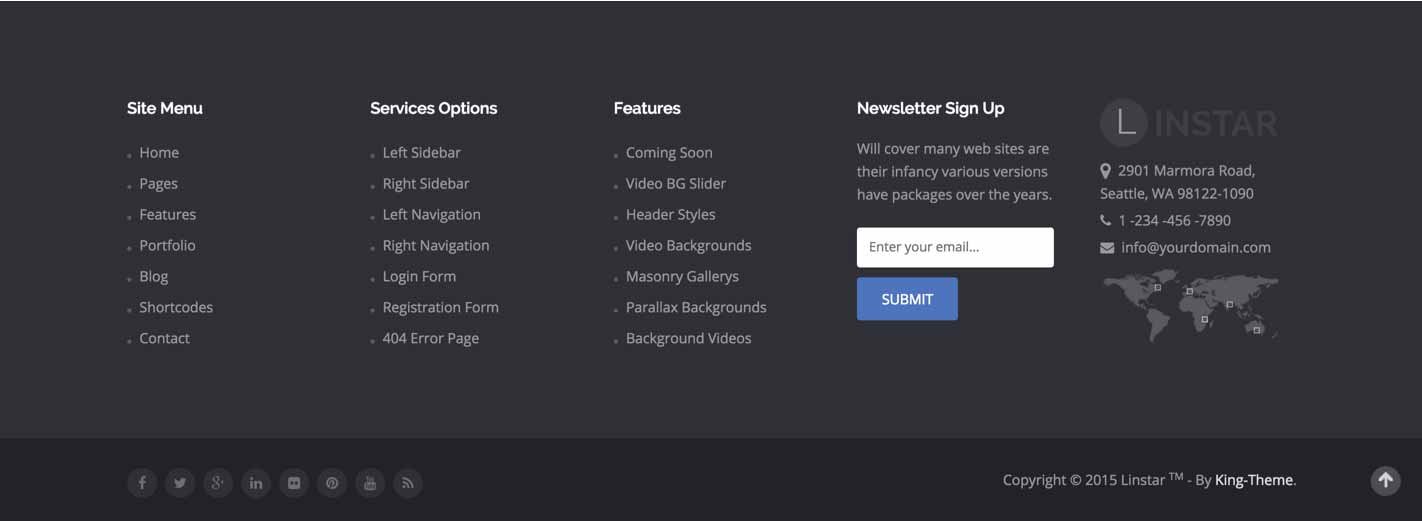 Site Menu
Home
Pages
Features
Portfolio
Blog
Shortcodes
Contact
Services Options
Left Sidebar
Right Sidebar
Left Navigation
Right Navigation
Login Form
Registration Form
404 Error Page
Features
Coming Soon
Video BG Slider
Header Styles
Video Backgrounds
Masonry Gallerys
Parallax Backgrounds
Background Videos
Newsletter Sign Up
Will cover many web sites are
their infancy various versions
have packages over the years.
Enter your email...
SUBMIT
LINSTAR
2901 Marmora Road,
Seattle, WA 98122-1090
1 -234 -456 -7890
info@yourdomain.com
Copyright © 2015 Linstar TM - By King-Theme.